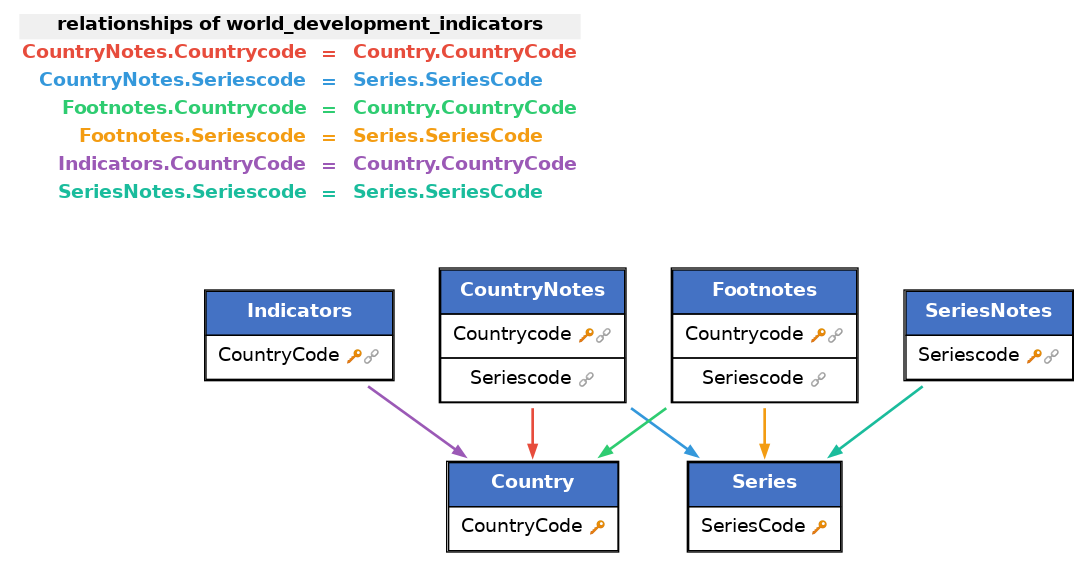 relationships of world_development_indicators
CountryNotes.Countrycode = Country.CountryCode
CountryNotes.Seriescode = Series.SeriesCode
Footnotes.Countrycode = Country.CountryCode
Footnotes.Seriescode = Series.SeriesCode
Indicators.CountryCode = Country.CountryCode
SeriesNotes.Seriescode = Series.SeriesCode
Indicators
CountryCode
CountryNotes
Countrycode
Seriescode
Footnotes
Countrycode
Seriescode
SeriesNotes
Seriescode
Country
CountryCode
Series
SeriesCode